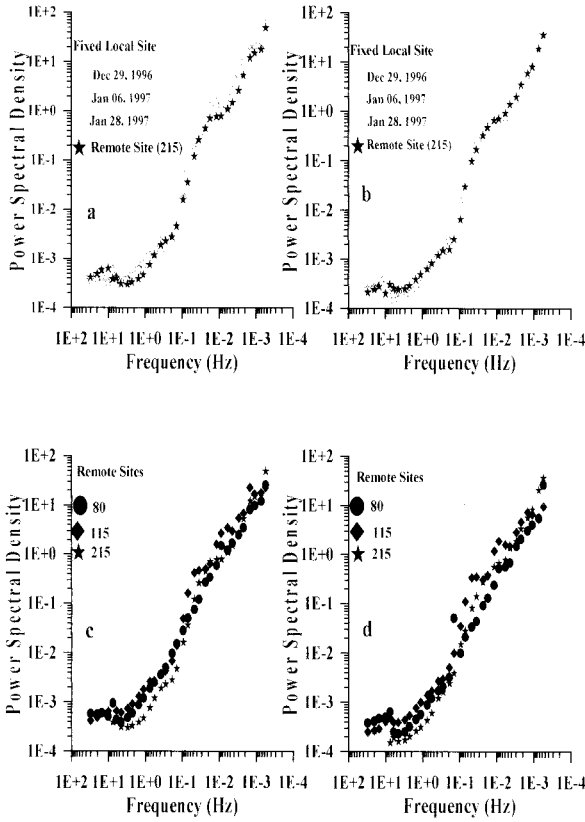 1E+2
1E+1
1E+0
1E-1
1E-2
1E-3
1E-4
Power Spectral Density
Fixed Local Site
Dec 29, 1996
Jan 06, 1997
Jan 28, 1997
Remote Site (215)
a
1E+2 1E+1 1E+0 1E-1 1E-2 1E-3 1E-4
Frequency (Hz)
1E+2
1E+1
1E+0
1E-1
1E-2
1E-3
1E-4
Power Spectral Density
Fixed Local Site
Dec 29, 1996
Jan 06, 1997
Jan 28, 1997
Remote Site (215)
b
1E+2 1E+1 1E+0 1E-1 1E-2 1E-3 1E-4
Frequency (Hz)
1E+2
1E+1
1E+0
1E-1
1E-2
1E-3
1E-4
Power Spectral Density
Remote Sites
80
115
215
c
1E+2 1E+1 1E+0 1E-1 1E-2 1E-3 1E-4
Frequency (Hz)
1E+2
1E+1
1E+0
1E-1
1E-2
1E-3
1E-4
Power Spectral Density
Remote Sites
80
115
215
d
1E+2 1E+1 1E+0 1E-1 1E-2 1E-3 1E-4
Frequency (Hz)